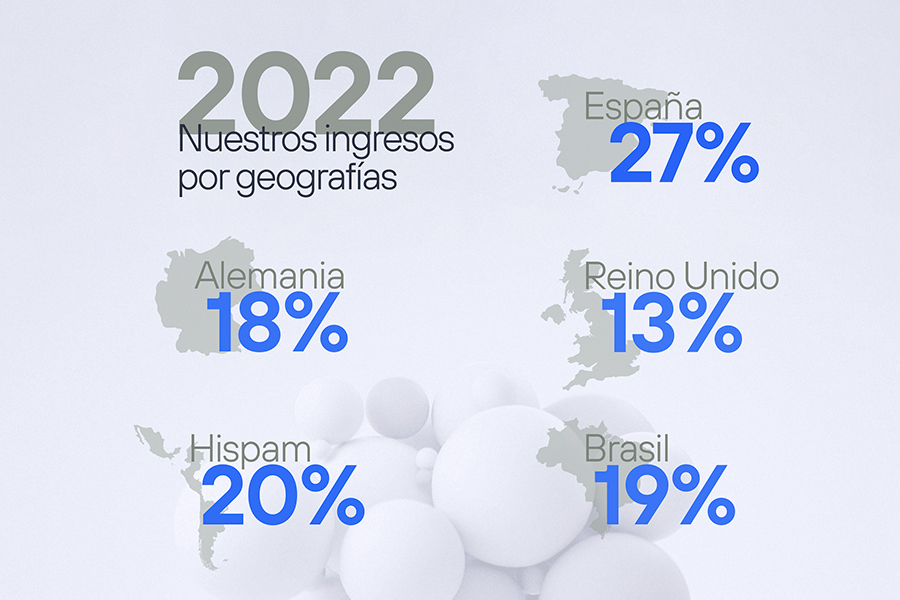 2022
Nuestros ingresos
por geografías
España
27%
Alemania
18%
Reino Unido
13%
Hispam
20%
Brasil
19%